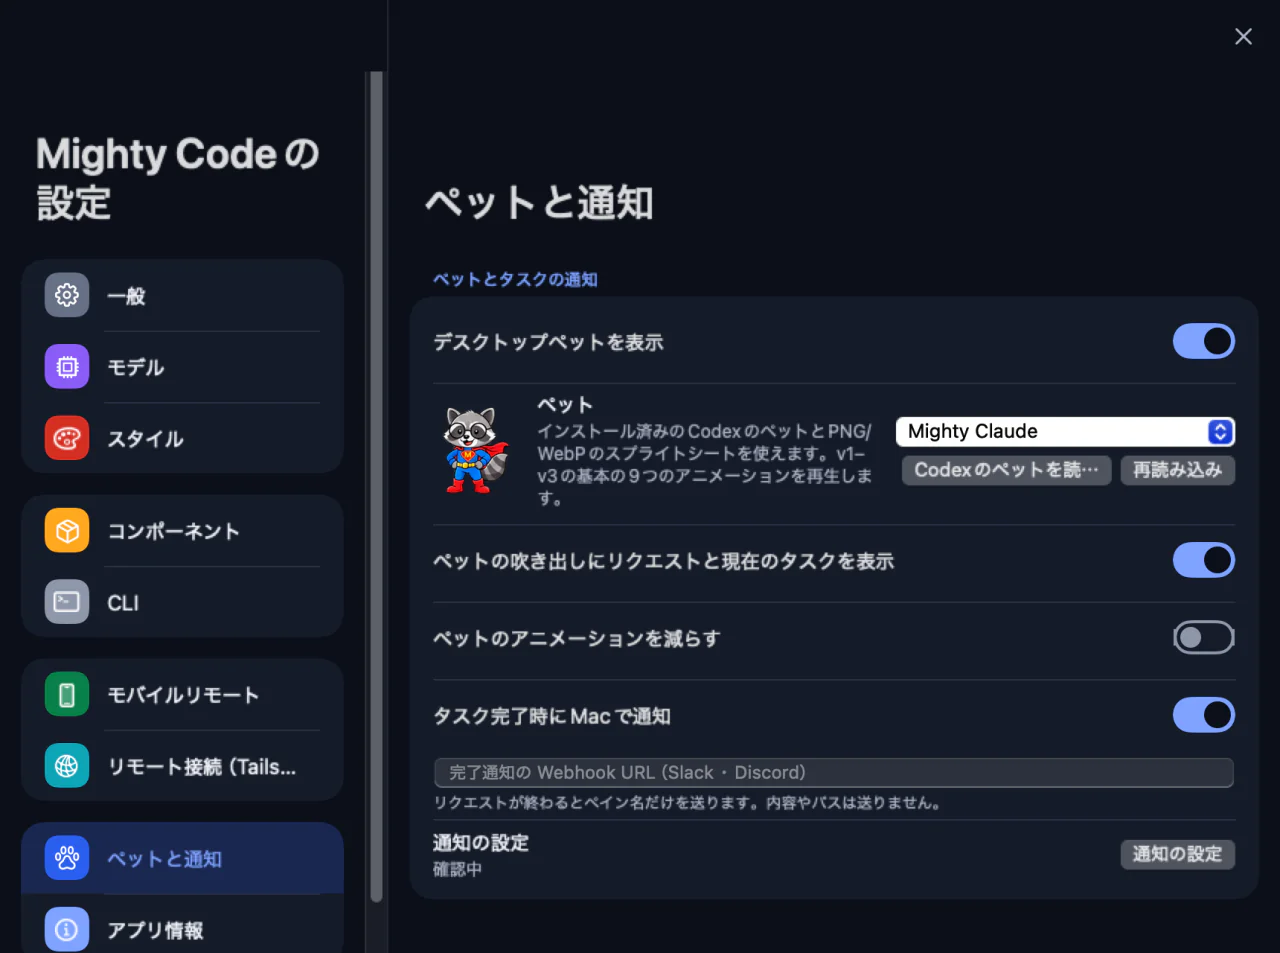 Mighty Code の
設定
一般
モデル
スタイル
コンポーネント
CLI
モバイルリモート
リモート接続 (Tails...
ペットと通知
アプリ情報
ペットと通知
ペットとタスクの通知
デスクトップペットを表示
ペット
インストール済みの Codex のペットと PNG/
WebP のスプライトシートを使えます。v1–
v3 の基本の 9 つのアニメーションを再生しま
す。
Mighty Claude
Codex のペットを読…
再読み込み
ペットの吹き出しにリクエストと現在のタスクを表示
ペットのアニメーションを減らす
タスク完了時に Mac で通知
完了通知の Webhook URL (Slack・Discord)
リクエストが終わるとペイン名だけを送ります。内容やパスは送りません。
通知の設定
確認中
通知の設定